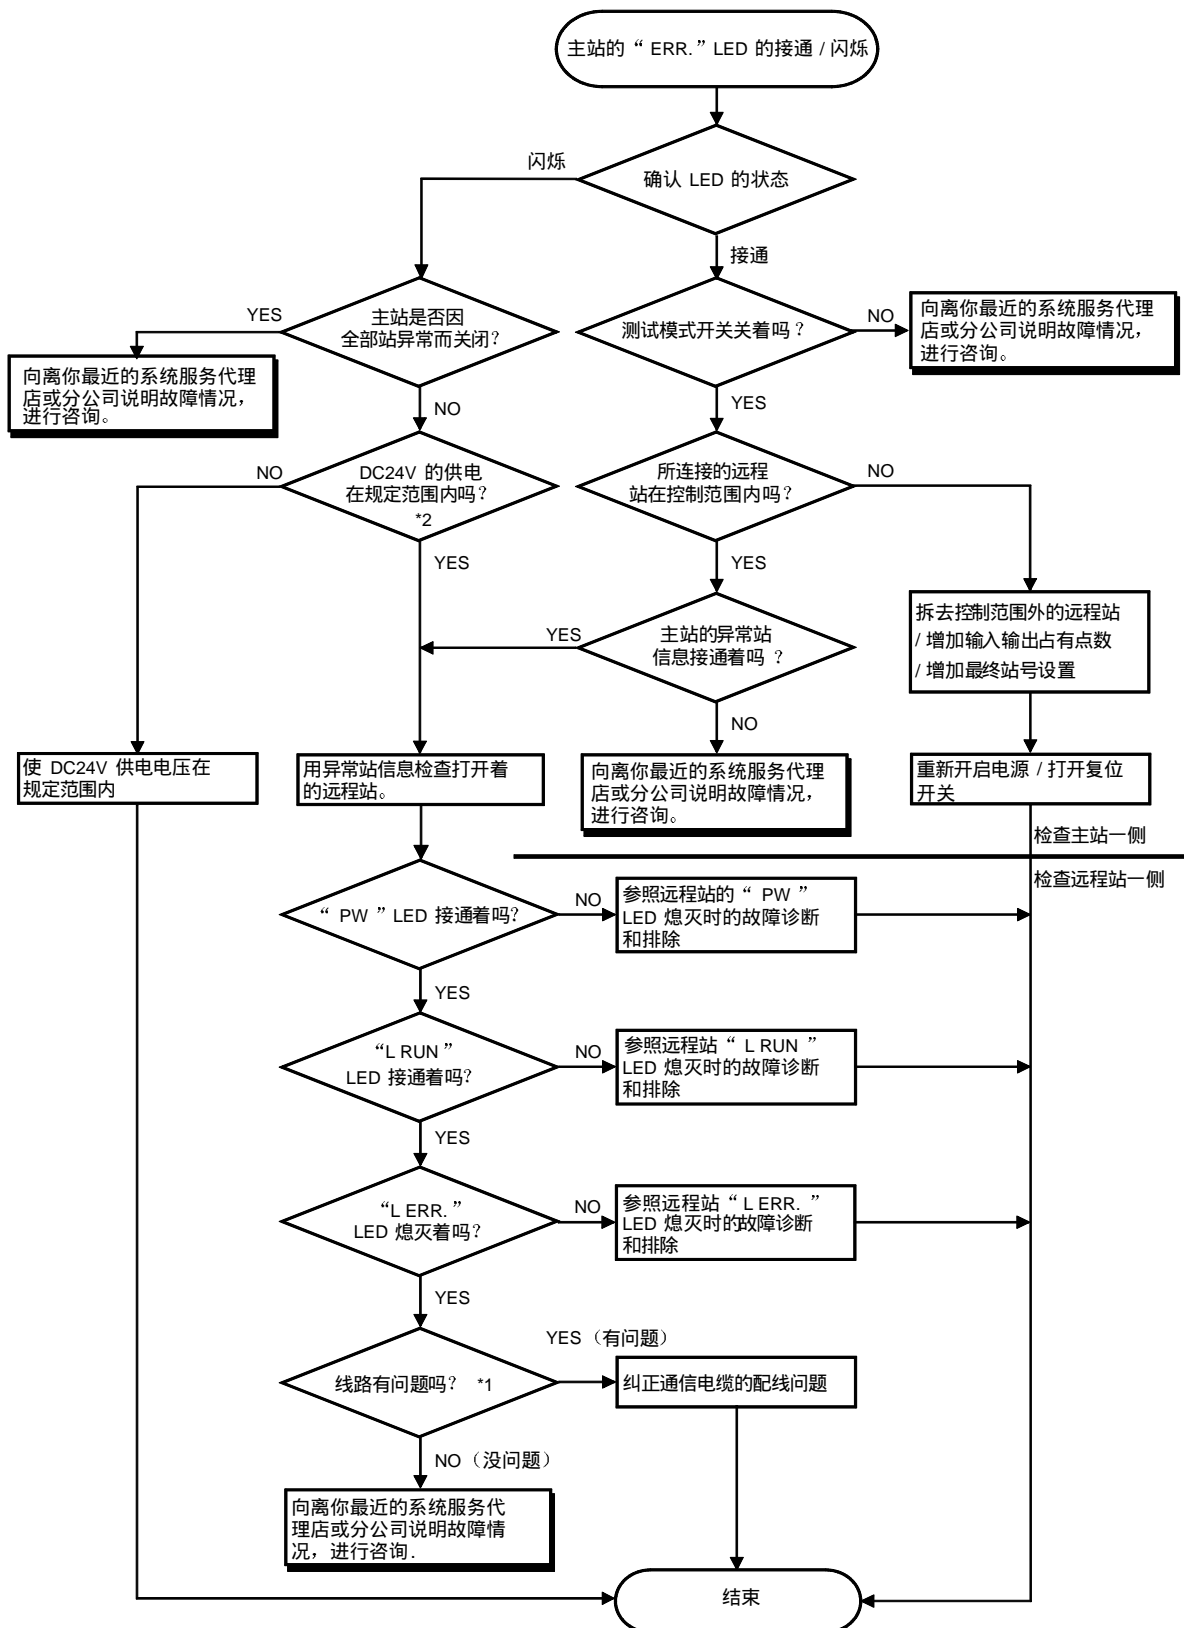 主站的“ ERR.” LED 的接通 / 闪烁
闪烁
确认 LED 的状态
接通
YES
主站是否因
全部站异常而关闭？
测试模式开关关着吗？
NO
向离你最近的系统服务代理
店或分公司说明故障情况，
进行咨询。
向离你最近的系统服务代理
店或分公司说明故障情况，
进行咨询。
NO
YES
NO
DC24V 的供电
在规定范围内吗？
*2
所连接的远程
站在控制范围内吗？
NO
YES
YES
YES
主站的异常站
信息接通着吗 ？
拆去控制范围外的远程站
/ 增加输入输出占有点数
/ 增加最终站号设置
NO
使 DC24V 供电电压在
规定范围内
用异常站信息检查打开着
的远程站。
向离你最近的系统服务代理
店或分公司说明故障情况，
进行咨询。
重新开启电源 / 打开复位
开关
检查主站一侧
检查远程站一侧
“ PW ” LED 接通着吗？
NO
参照远程站的“ PW ”
LED 熄灭时的故障诊断
和排除
YES
“L RUN ”
LED 接通着吗？
NO
参照远程站“ L RUN ”
LED 熄灭时的故障诊断
和排除
YES
“L ERR. ”
LED 熄灭着吗？
NO
参照远程站“ L ERR. ”
LED 熄灭时的故障诊断
和排除
YES
YES（有问题）
线路有问题吗？ *1
纠正通信电缆的配线问题
NO（没问题）
向离你最近的系统服务代
理店或分公司说明故障情
况，进行咨询.
结束